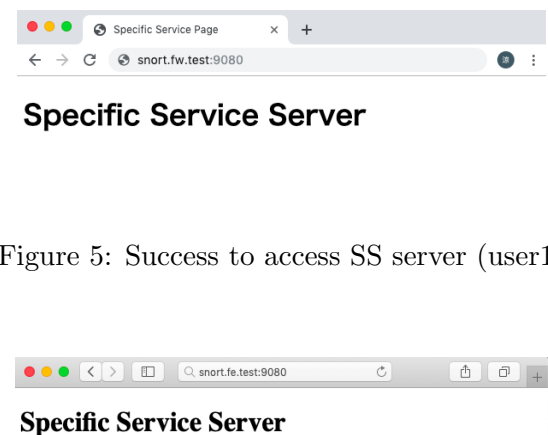 Specific Service Page
snort.fw.test:9080
Specific Service Server
Figure 5: Success to access SS server (user1
snort.fe.test:9080
Specific Service Server